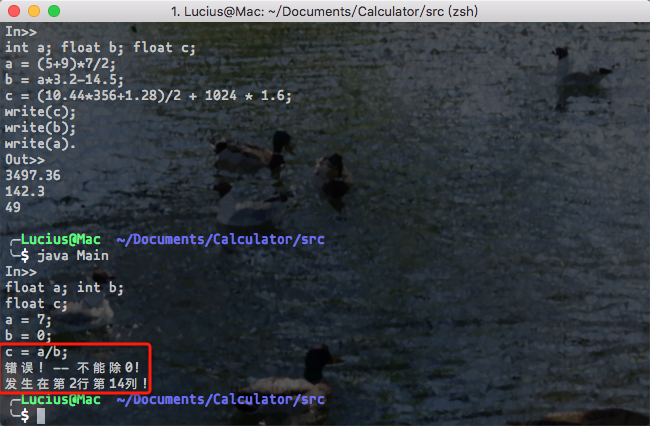 1. Lucius@Mac: ~/Documents/Calculator/src (zsh)
In>>
int a; float b; float c;
a = (5+9)*7/2;
b = a*3.2-14.5;
c = (10.44*356+1.28)/2 + 1024 * 1.6;
write(c);
write(b);
write(a).
Out>>
3497.36
142.3
49
╭─Lucius@Mac ~/Documents/Calculator/src
╰─$ java Main
In>>
float a; int b;
float c;
a = 7;
b = 0;
c = a/b;
错误! -- 不能除0!
发生在第2行第14列!
╭─Lucius@Mac ~/Documents/Calculator/src
╰─$